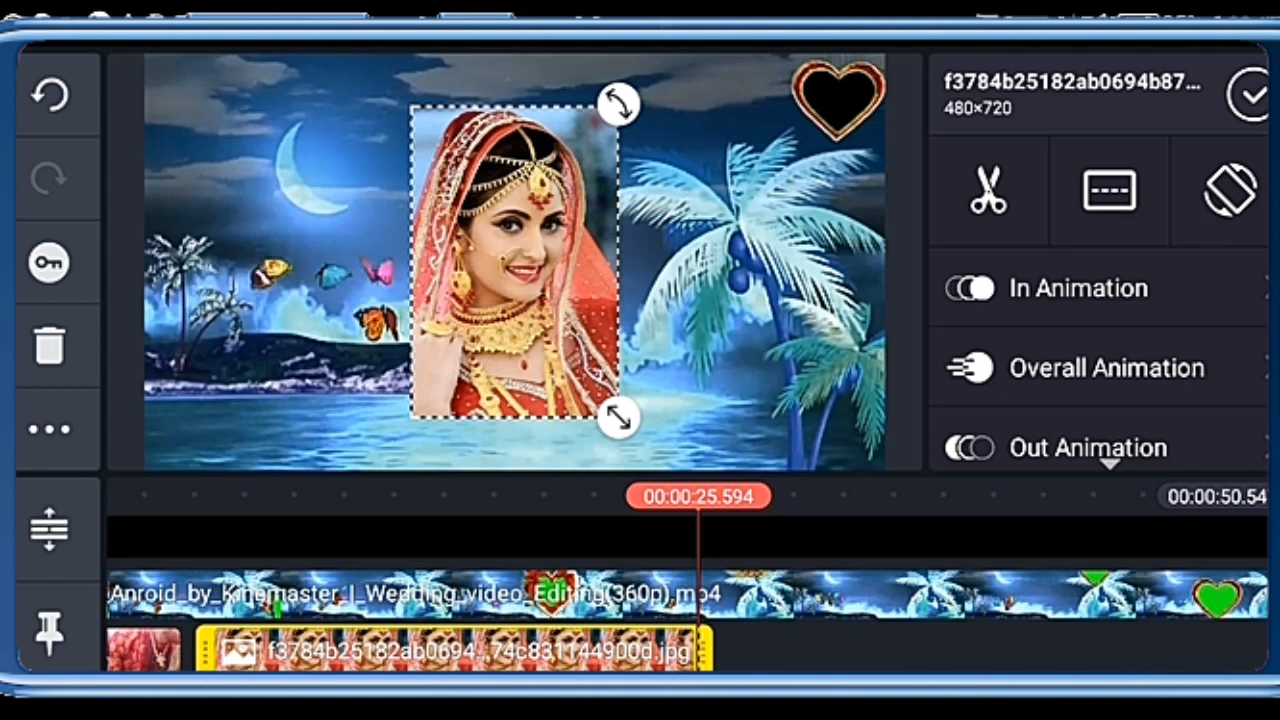 f3784b25182ab0694b87...
480×720
In Animation
Overall Animation
Out Animation
00:00:25.594
00:00:50.54
Anroid_by_Kinemaster_|_Wedding_video_Editing(360p).mp4
f3784b25182ab0694...74c831144900d.jpg